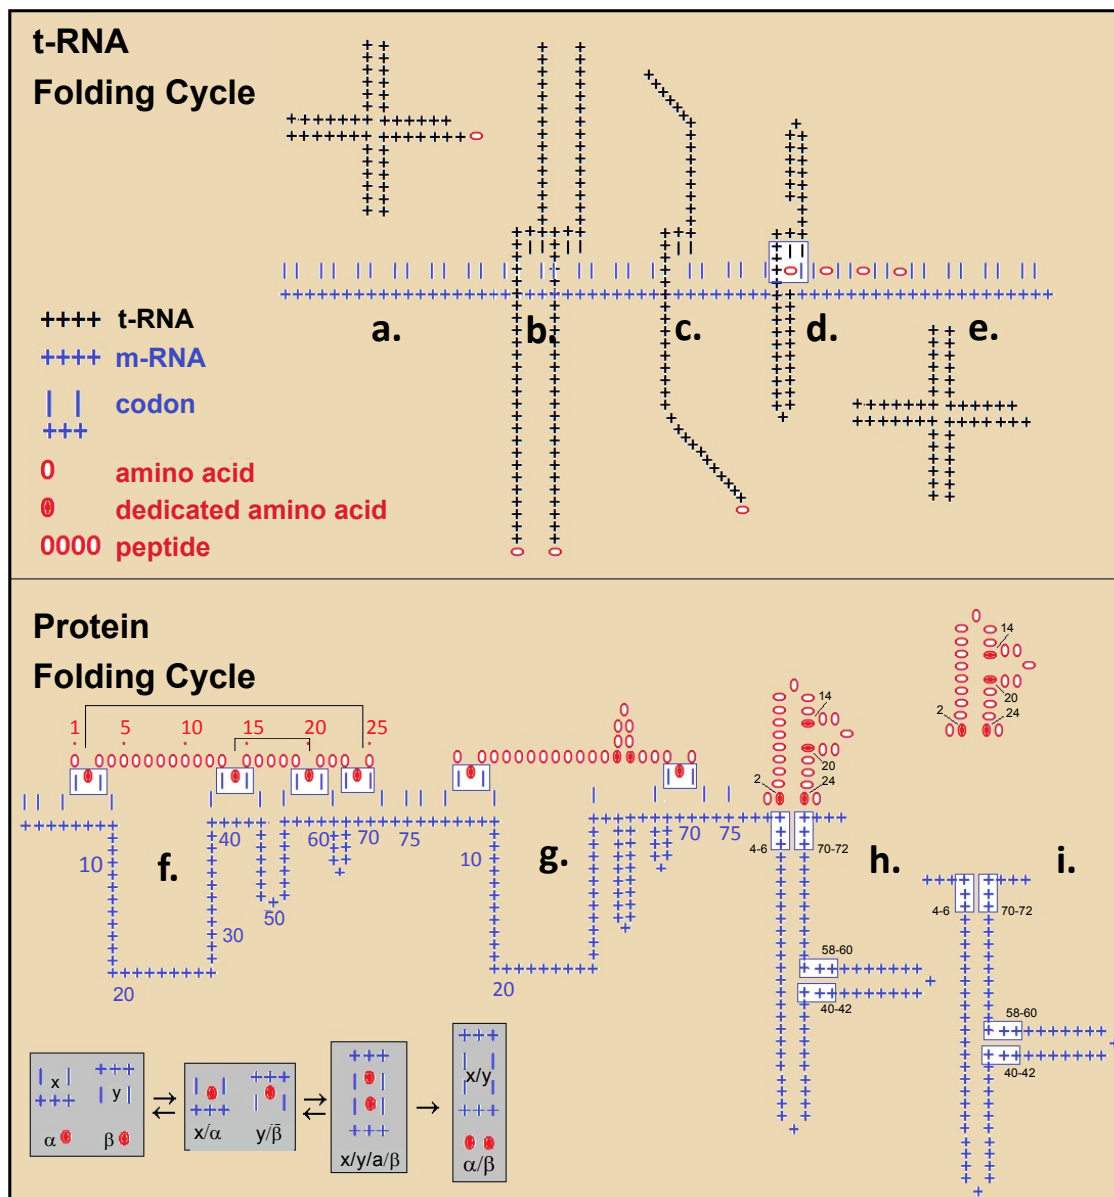 t-RNA
Folding Cycle
a.
b.
c.
d.
e.
++++ t-RNA
++++ m-RNA
codon
+++
0 amino acid
0 dedicated amino acid
0000 peptide
Protein
Folding Cycle
1 5 10 15 20 25
10 20 30 40 50 60 70 75
f.
10 20 70 75
g.
14
20
2 24
4-6 70-72
58-60
40-42
h.
14
20
2 24
4-6 70-72
58-60
40-42
i.
x y
α β
x/α y/β̄
x/y/a/β
x/y
α/β